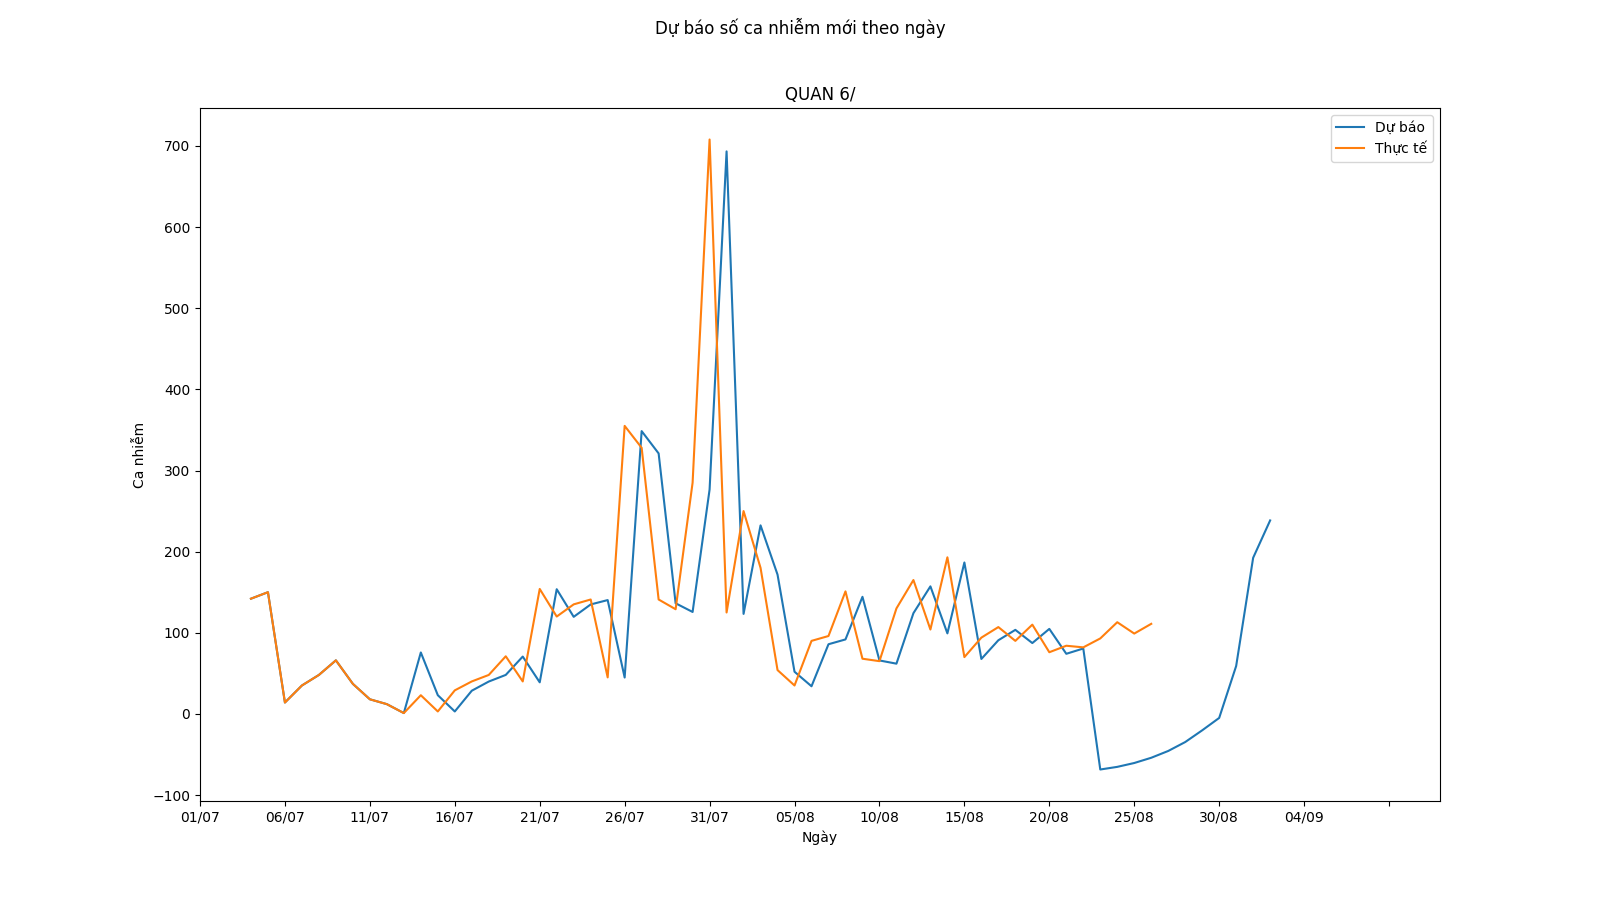 Dự báo số ca nhiễm mới theo ngày
QUAN 6/
Dự báo
Thực tế
700
600
500
400
300
200
100
0
−100
Ca nhiễm
01/07 06/07 11/07 16/07 21/07 26/07 31/07 05/08 10/08 15/08 20/08 25/08 30/08 04/09
Ngày